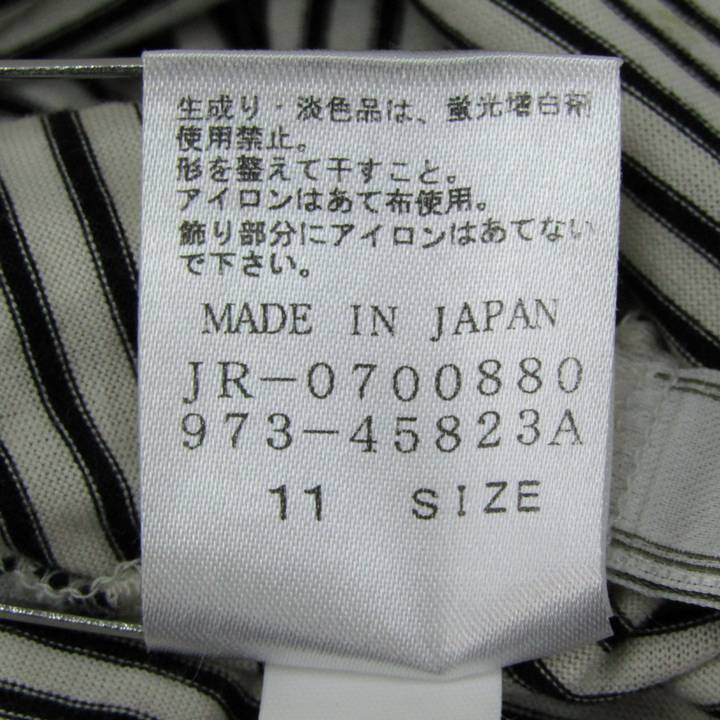 生成り・淡色品は、蛍光増白剤
使用禁止。
形を整えて干すこと。
アイロンはあて布使用。
飾り部分にアイロンはあてない
で下さい。
MADE IN JAPAN
JR-0700880
973-45823A
11 SIZE